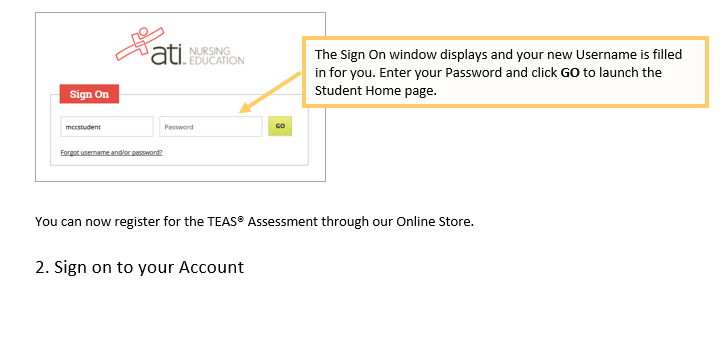 ati NURSING
EDUCATION
The Sign On window displays and your new Username is filled
in for you. Enter your Password and click GO to launch the
Student Home page.
Sign On
mccstudent Password GO
Forgot username and/or password?
You can now register for the TEAS® Assessment through our Online Store.
2. Sign on to your Account